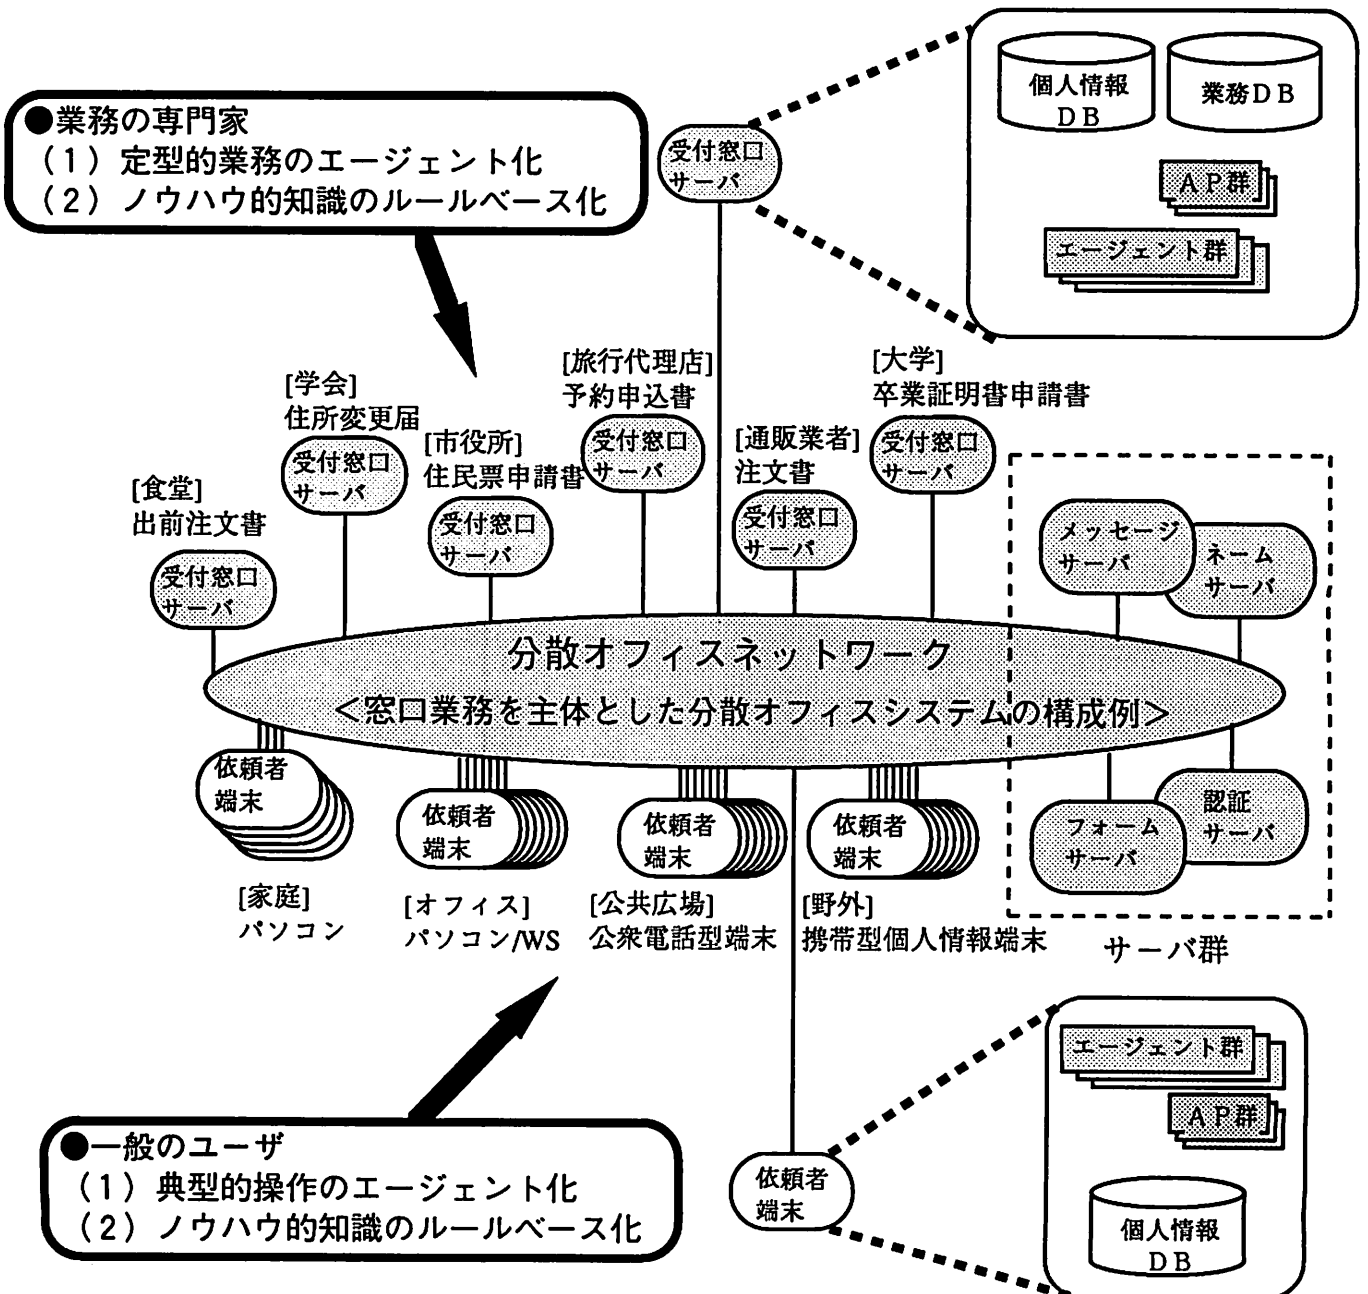 ●業務の専門家
(1)定型的業務のエージェント化
(2)ノウハウ的知識のルールベース化
受付窓口
サーバ
個人情報
DB
業務DB
AP群
エージェント群
[食堂]
出前注文書
受付窓口
サーバ
[学会]
住所変更届
受付窓口
サーバ
[市役所]
住民票申請書
受付窓口
サーバ
[旅行代理店]
予約申込書
受付窓口
サーバ
[通販業者]
注文書
受付窓口
サーバ
[大学]
卒業証明書申請書
受付窓口
サーバ
メッセージ
サーバ
ネーム
サーバ
分散オフィスネットワーク
<窓口業務を主体とした分散オフィスシステムの構成例>
依頼者
端末
[家庭]
パソコン
依頼者
端末
[オフィス]
パソコン/WS
依頼者
端末
[公共広場]
公衆電話型端末
依頼者
端末
[野外]
携帯型個人情報端末
フォーム
サーバ
認証
サーバ
サーバ群
●一般のユーザ
(1)典型的操作のエージェント化
(2)ノウハウ的知識のルールベース化
依頼者
端末
エージェント群
AP群
個人情報
DB